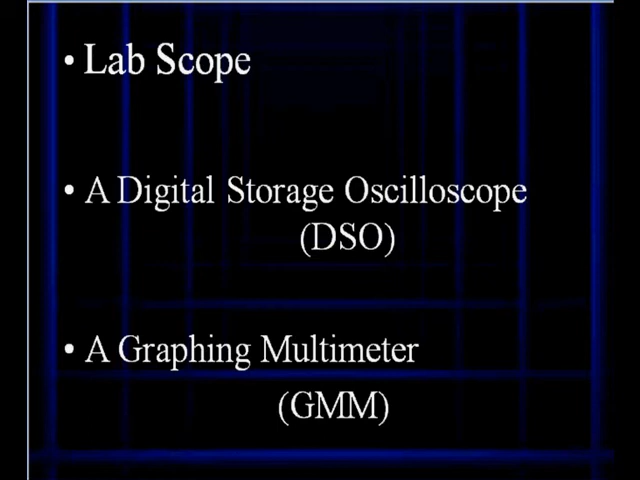 • Lab Scope
• A Digital Storage Oscilloscope
(DSO)
• A Graphing Multimeter
(GMM)